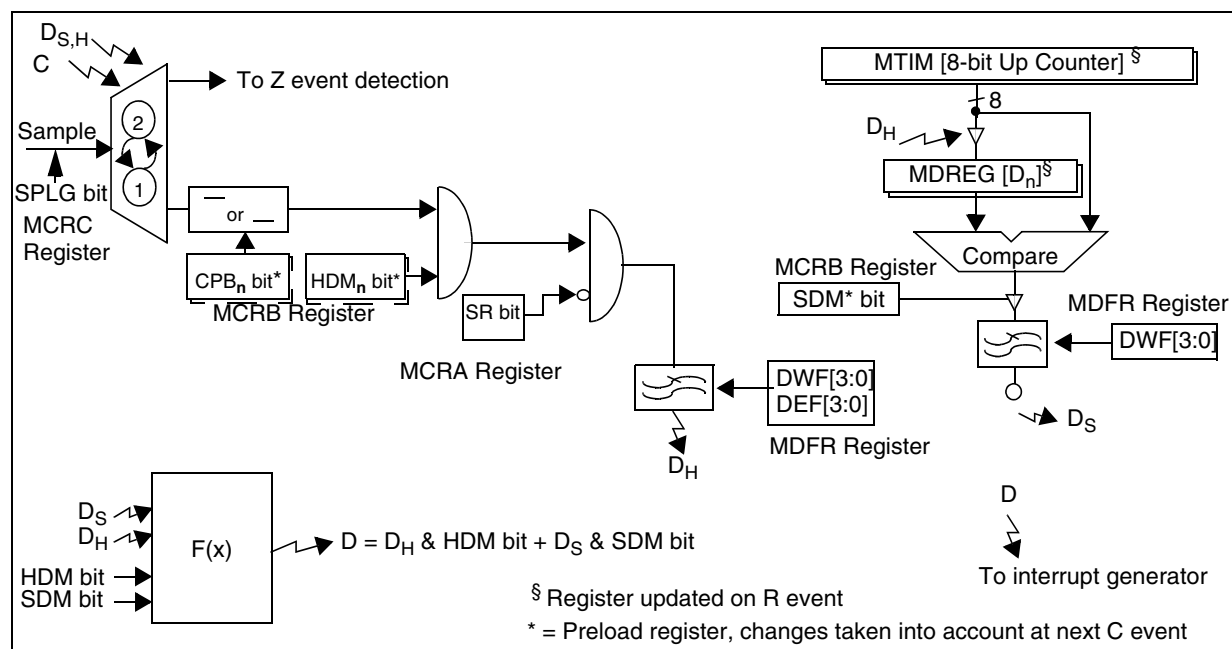 D_S,H
C
To Z event detection
2
1
Sample
SPLG bit
MCRC
Register
or
CPB_n bit*
HDM_n bit*
MCRB Register
SR bit
MCRA Register
DWF[3:0]
DEF[3:0]
MDFR Register
D_H
MTIM [8-bit Up Counter] §
8
D_H
MDREG [D_n]§
Compare
MCRB Register
SDM* bit
MDFR Register
DWF[3:0]
D_S
D
To interrupt generator
D_S
D_H
HDM bit
SDM bit
F(x)
D = D_H & HDM bit + D_S & SDM bit
§ Register updated on R event
* = Preload register, changes taken into account at next C event